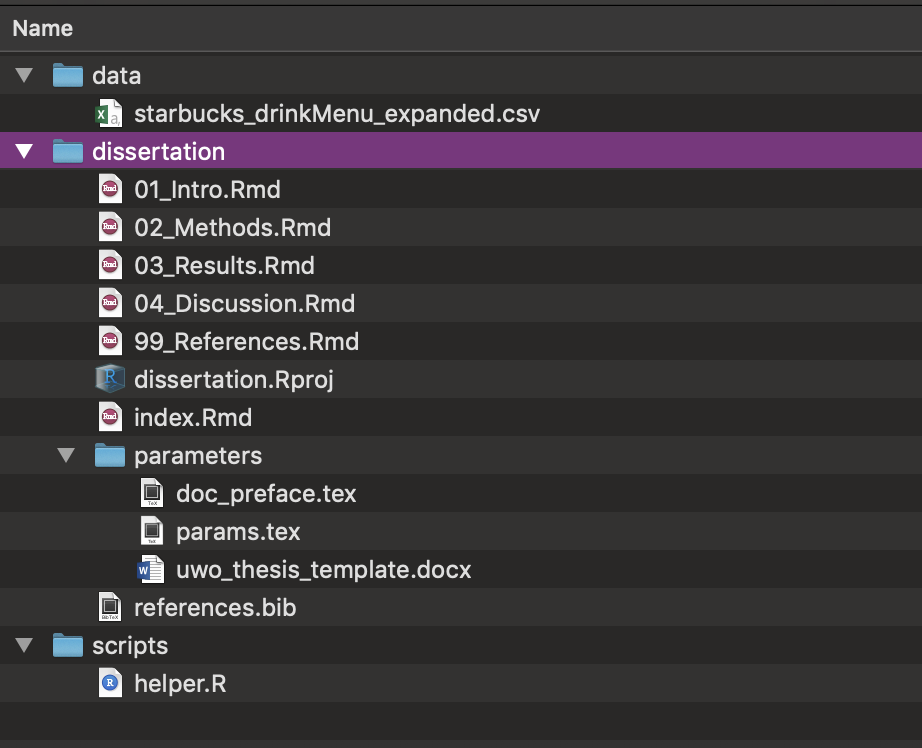 Name
data
starbucks_drinkMenu_expanded.csv
dissertation
01_Intro.Rmd
02_Methods.Rmd
03_Results.Rmd
04_Discussion.Rmd
99_References.Rmd
dissertation.Rproj
index.Rmd
parameters
doc_preface.tex
params.tex
uwo_thesis_template.docx
references.bib
scripts
helper.R